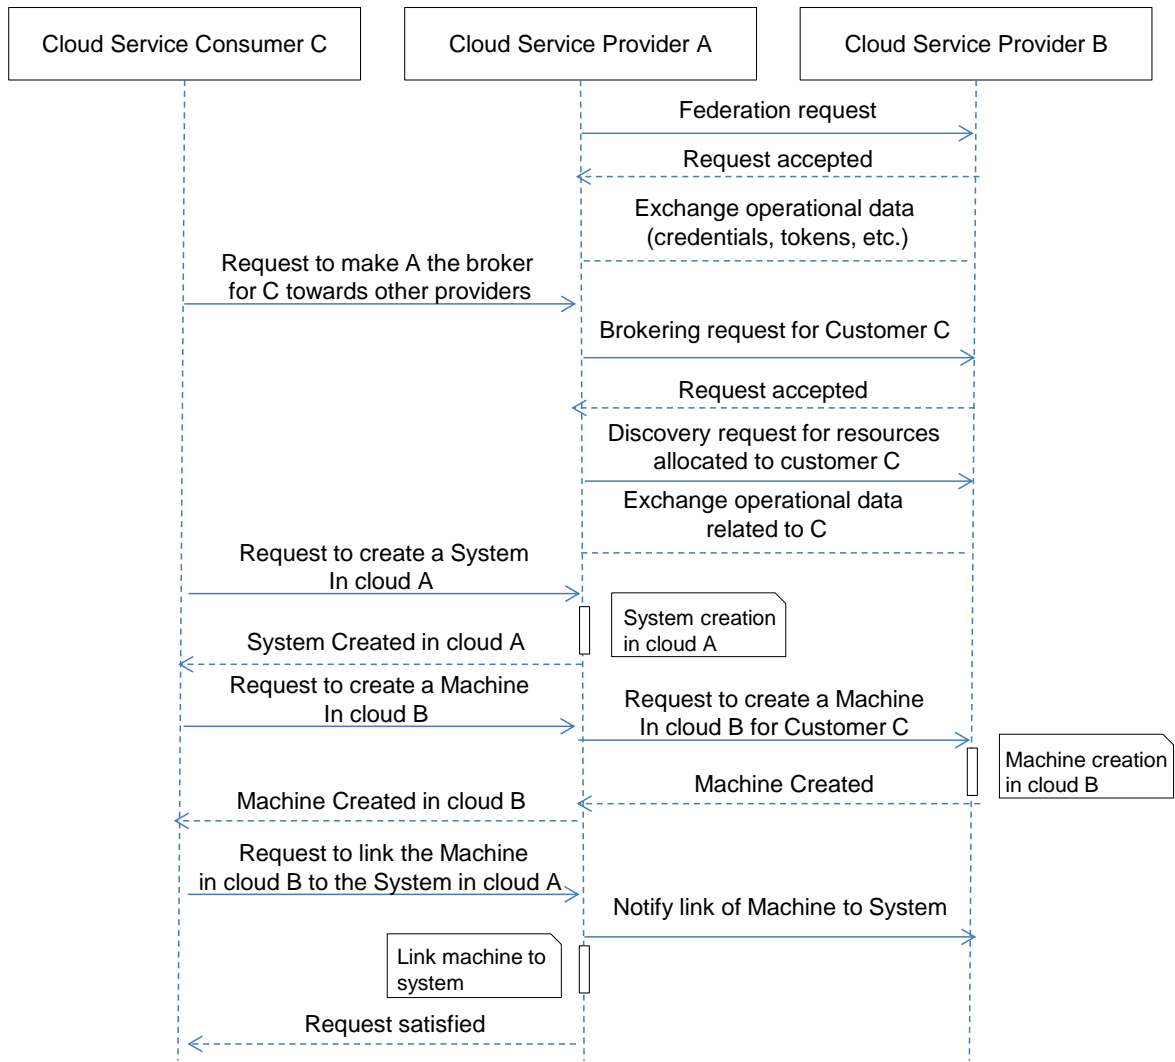 Cloud Service Consumer C
Cloud Service Provider A
Cloud Service Provider B
Federation request
Request accepted
Exchange operational data
(credentials, tokens, etc.)
Request to make A the broker
for C towards other providers
Brokering request for Customer C
Request accepted
Discovery request for resources
allocated to customer C
Exchange operational data
related to C
Request to create a System
In cloud A
System creation
in cloud A
System Created in cloud A
Request to create a Machine
In cloud B
Request to create a Machine
In cloud B for Customer C
Machine creation
in cloud B
Machine Created
Machine Created in cloud B
Request to link the Machine
in cloud B to the System in cloud A
Notify link of Machine to System
Link machine to
system
Request satisfied